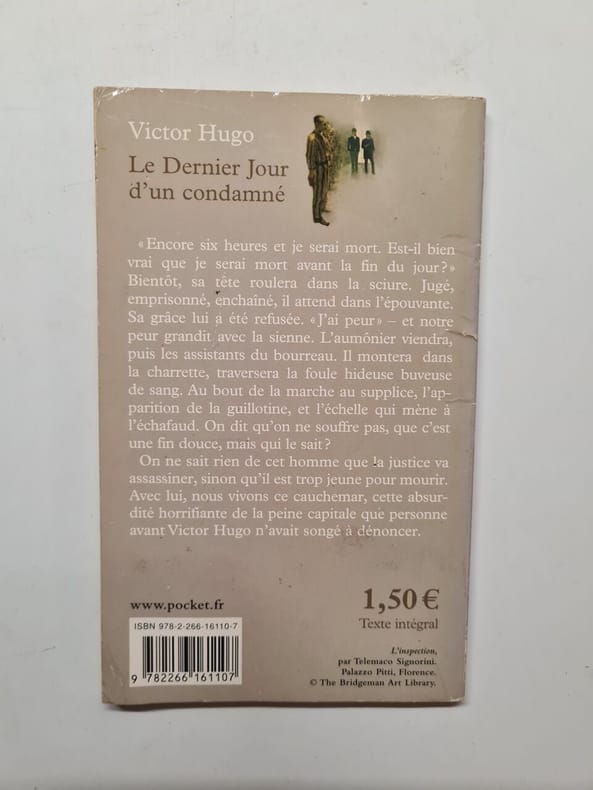 Victor Hugo
Le Dernier Jour
d'un condamné
« Encore six heures et je serai mort. Est-il bien
vrai que je serai mort avant la fin du jour ? »
Bientôt, sa tête roulera dans la sciure. Jugé,
emprisonné, enchaîné, il attend dans l'épouvante.
Sa grâce lui a été refusée. « J'ai peur » – et notre
peur grandit avec la sienne. L'aumônier viendra,
puis les assistants du bourreau. Il montera dans
la charrette, traversera la foule hideuse buveuse
de sang. Au bout de la marche au supplice, l'ap-
parition de la guillotine, et l'échelle qui mène à
l'échafaud. On dit qu'on ne souffre pas, que c'est
une fin douce, mais qui le sait ?
On ne sait rien de cet homme que la justice va
assassiner, sinon qu'il est trop jeune pour mourir.
Avec lui, nous vivons ce cauchemar, cette absur-
dité horrifiante de la peine capitale que personne
avant Victor Hugo n'avait songé à dénoncer.
www.pocket.fr
1,50 €
Texte intégral
ISBN 978-2-266-16110-7
9 782266 161107
L'inspection,
par Telemaco Signorini.
Palazzo Pitti, Florence.
© The Bridgeman Art Library.